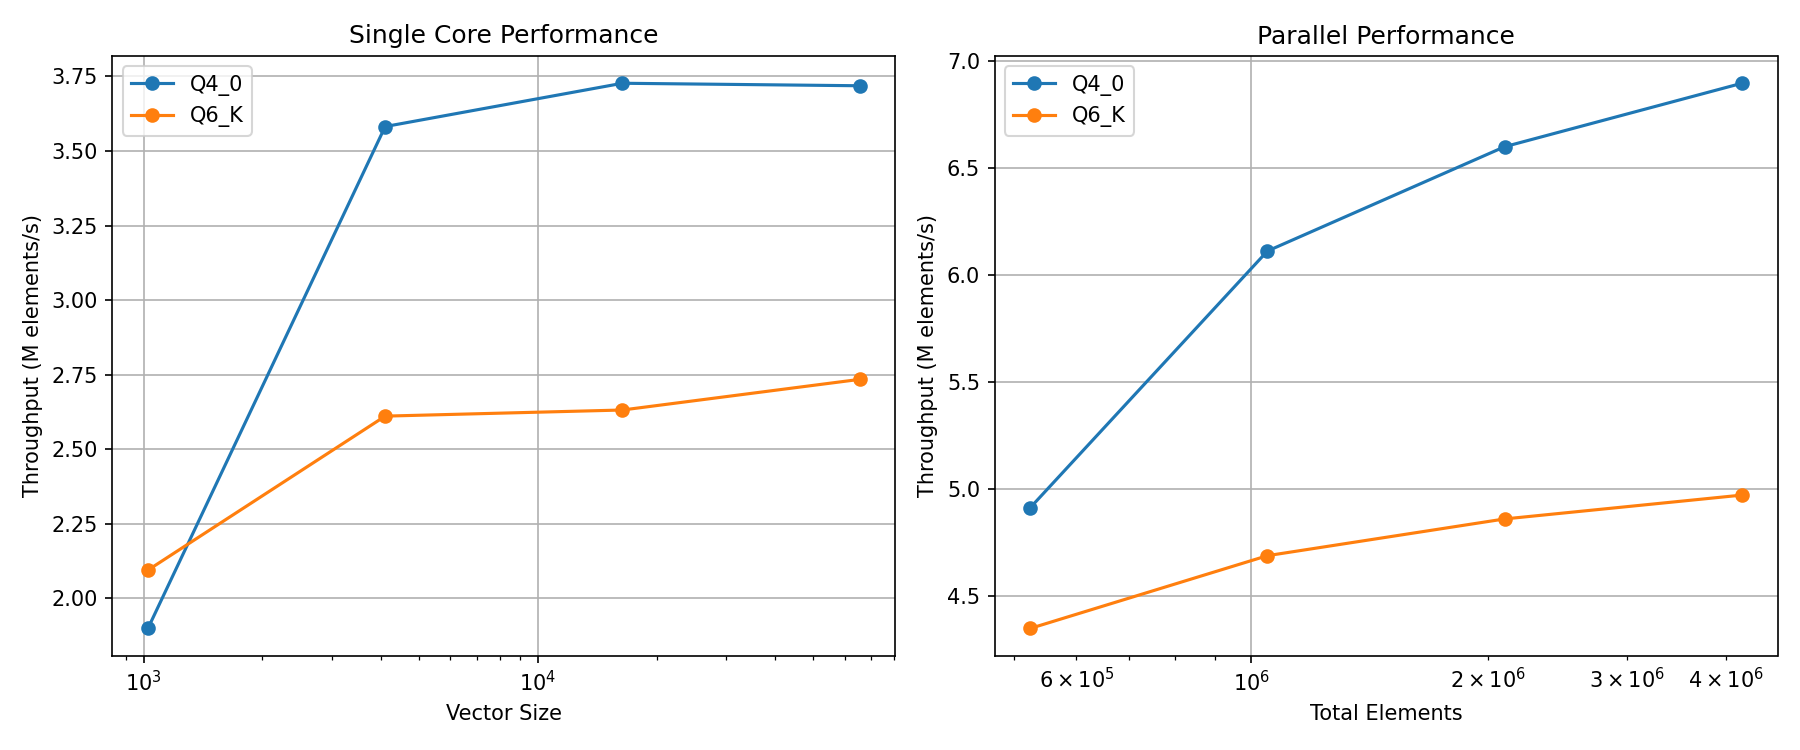 Single Core Performance
Q4_0
Q6_K
3.75
3.50
3.25
3.00
2.75
2.50
2.25
2.00
Throughput (M elements/s)
10³
10⁴
Vector Size
Parallel Performance
Q4_0
Q6_K
7.0
6.5
6.0
5.5
5.0
4.5
Throughput (M elements/s)
6 × 10⁵
10⁶
2 × 10⁶
3 × 10⁶
4 × 10⁶
Total Elements